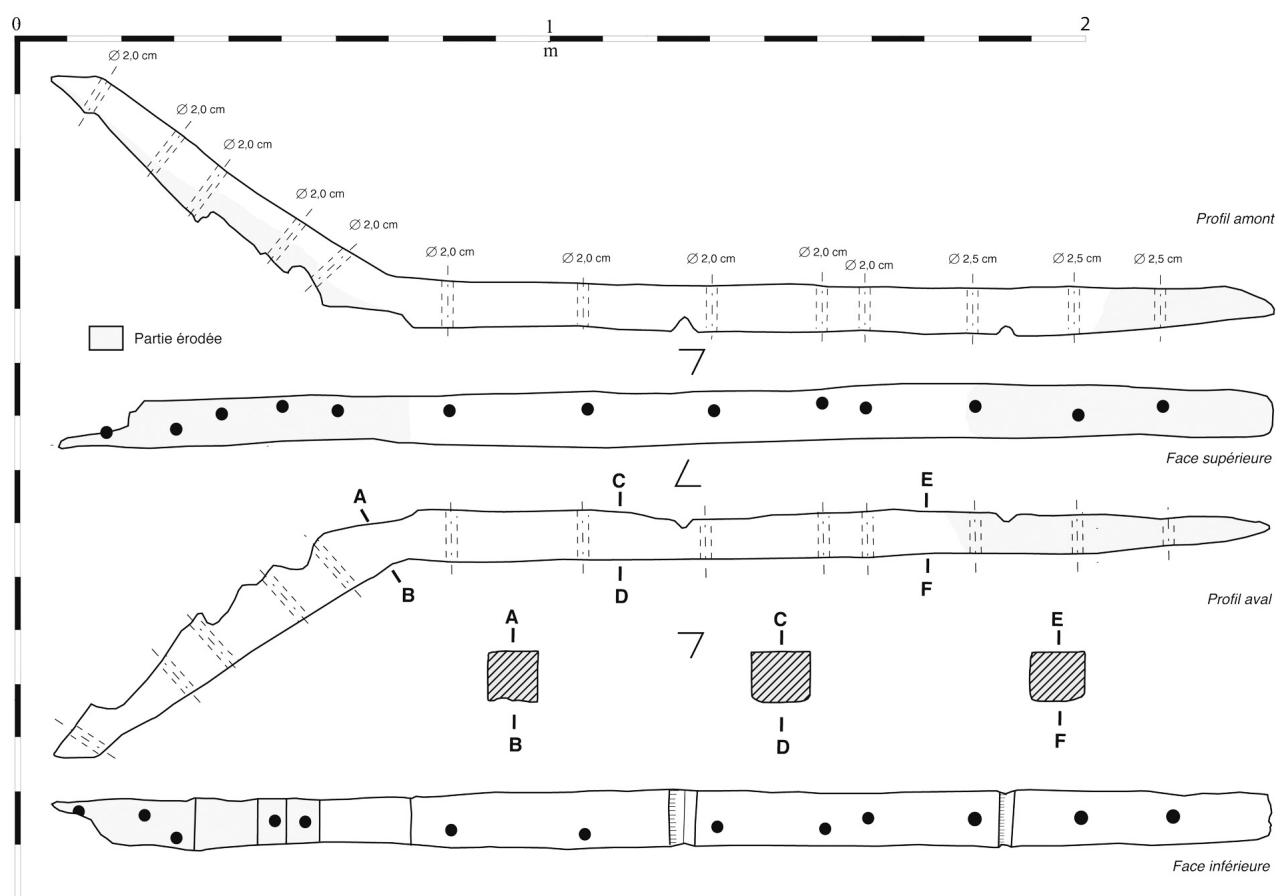 0 1 2
m
Ø 2,0 cm
Ø 2,0 cm
Ø 2,0 cm
Ø 2,0 cm
Ø 2,0 cm
Profil amont
Ø 2,0 cm Ø 2,0 cm Ø 2,0 cm Ø 2,0 cm Ø 2,0 cm Ø 2,5 cm Ø 2,5 cm Ø 2,5 cm
Partie érodée
Face supérieure
A C E
B D F
Profil aval
A C E
B D F
Face inférieure